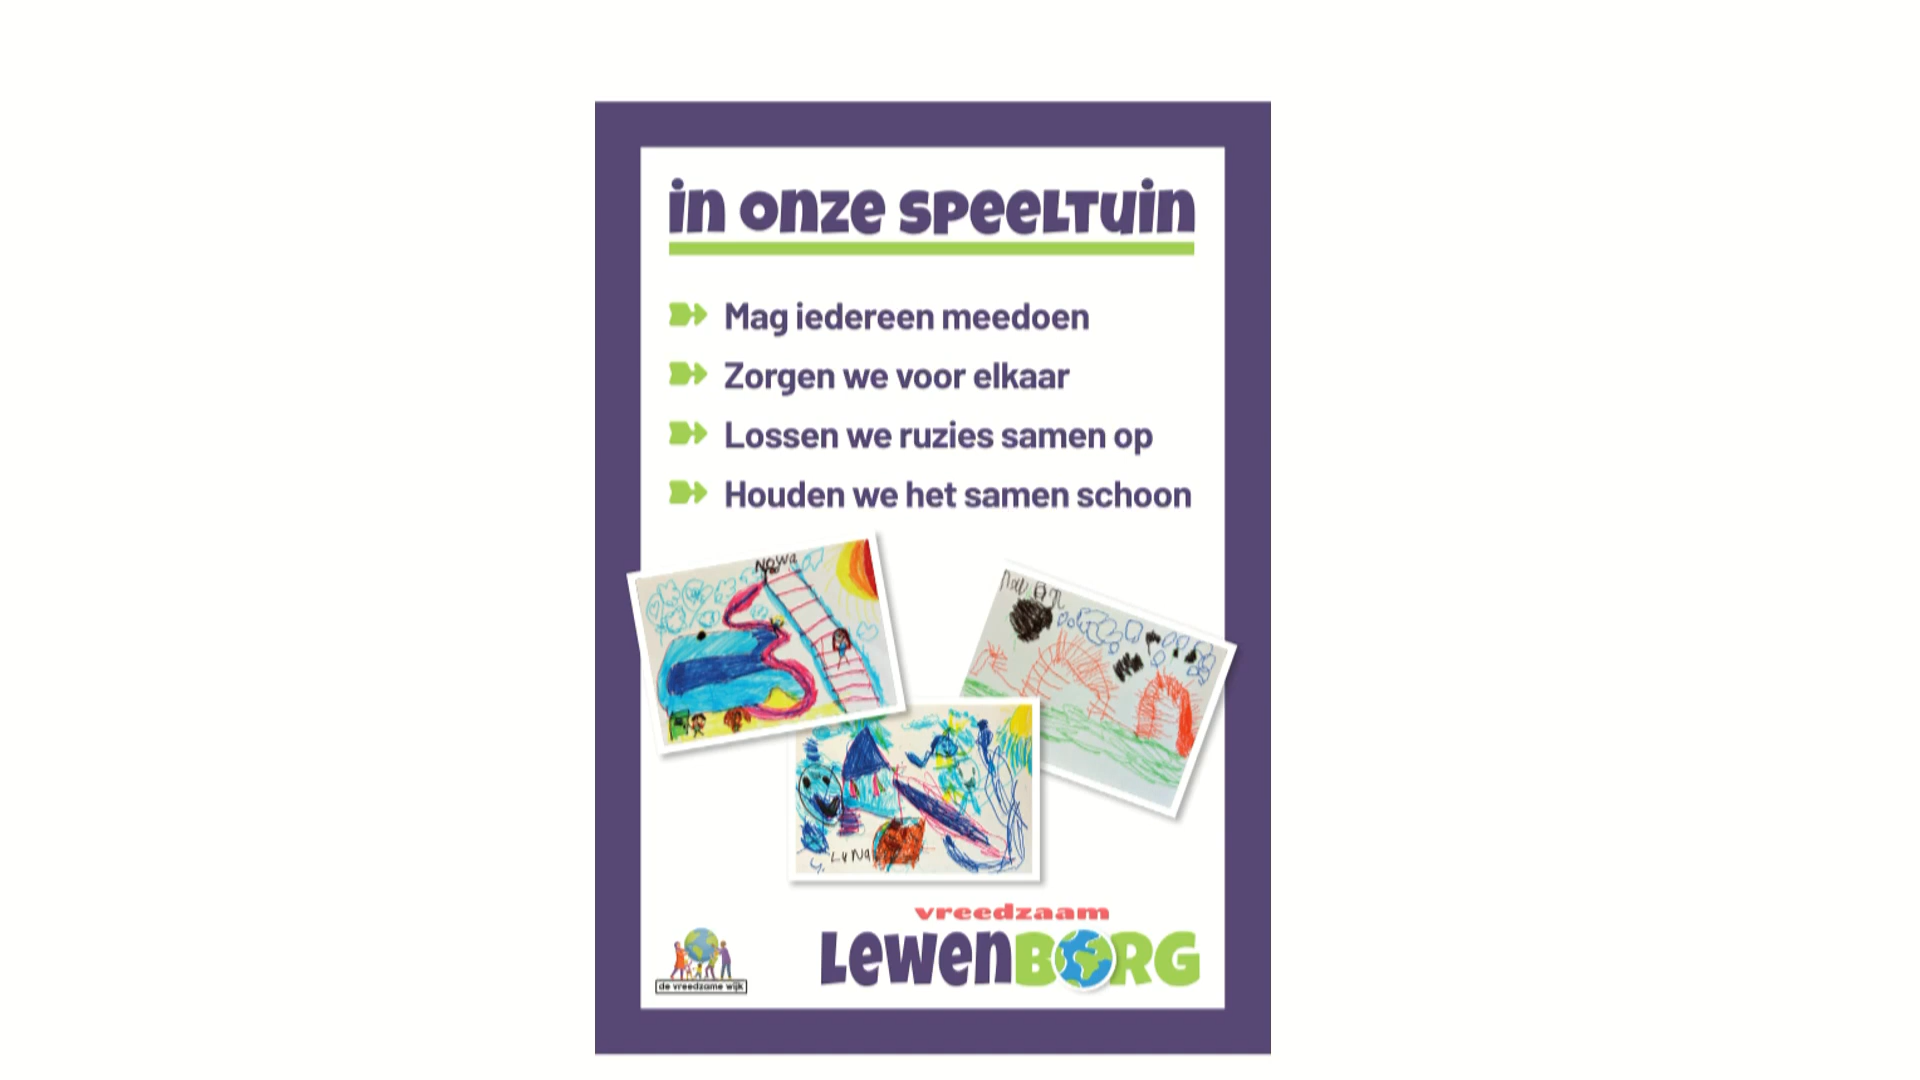 in onze speeltuin
Mag iedereen meedoen
Zorgen we voor elkaar
Lossen we ruzies samen op
Houden we het samen schoon
Nowa
LuNa
vreedzaam
Lewenborg
de vreedzame wijk